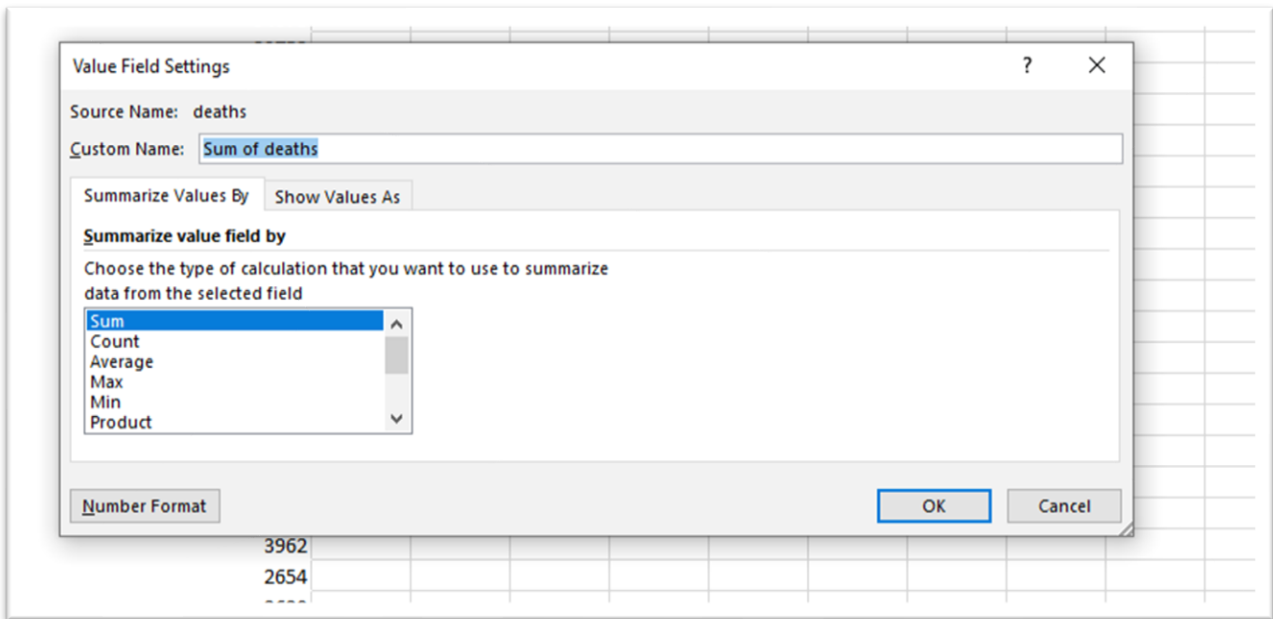 Value Field Settings ? ×
Source Name: deaths
Custom Name: Sum of deaths
Summarize Values By Show Values As
Summarize value field by
Choose the type of calculation that you want to use to summarize
data from the selected field
Sum
Count
Average
Max
Min
Product
Number Format OK Cancel
3962
2654